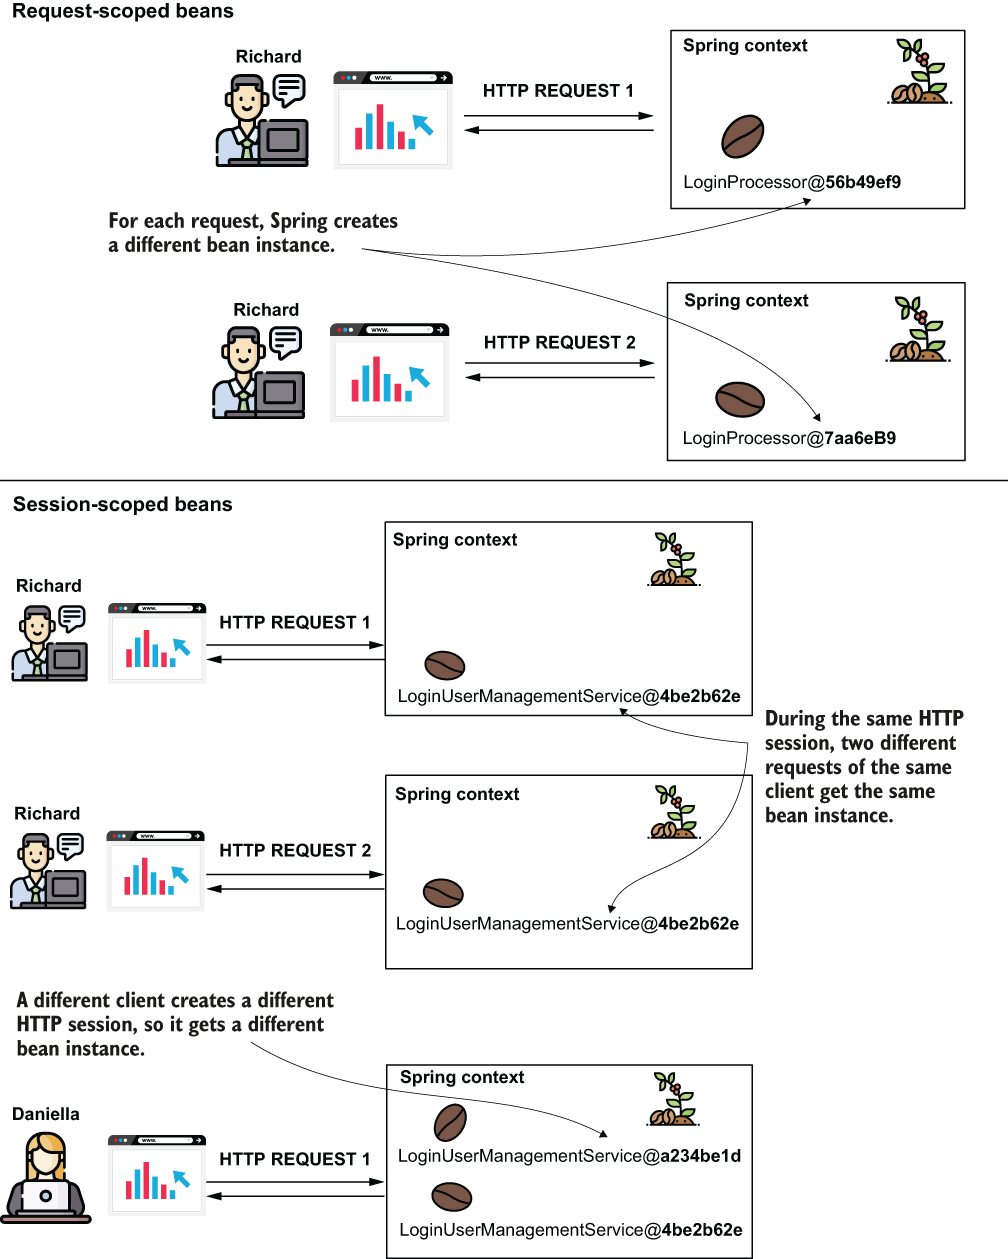 Request-scoped beans
Richard
www.
HTTP REQUEST 1
Spring context
LoginProcessor@56b49ef9
For each request, Spring creates
a different bean instance.
Richard
www.
HTTP REQUEST 2
Spring context
LoginProcessor@7aa6eB9
Session-scoped beans
Richard
www.
HTTP REQUEST 1
Spring context
LoginUserManagementService@4be2b62e
During the same HTTP
session, two different
requests of the same
client get the same
bean instance.
Richard
www.
HTTP REQUEST 2
Spring context
LoginUserManagementService@4be2b62e
A different client creates a different
HTTP session, so it gets a different
bean instance.
Daniella
www.
HTTP REQUEST 1
Spring context
LoginUserManagementService@a234be1d
LoginUserManagementService@4be2b62e